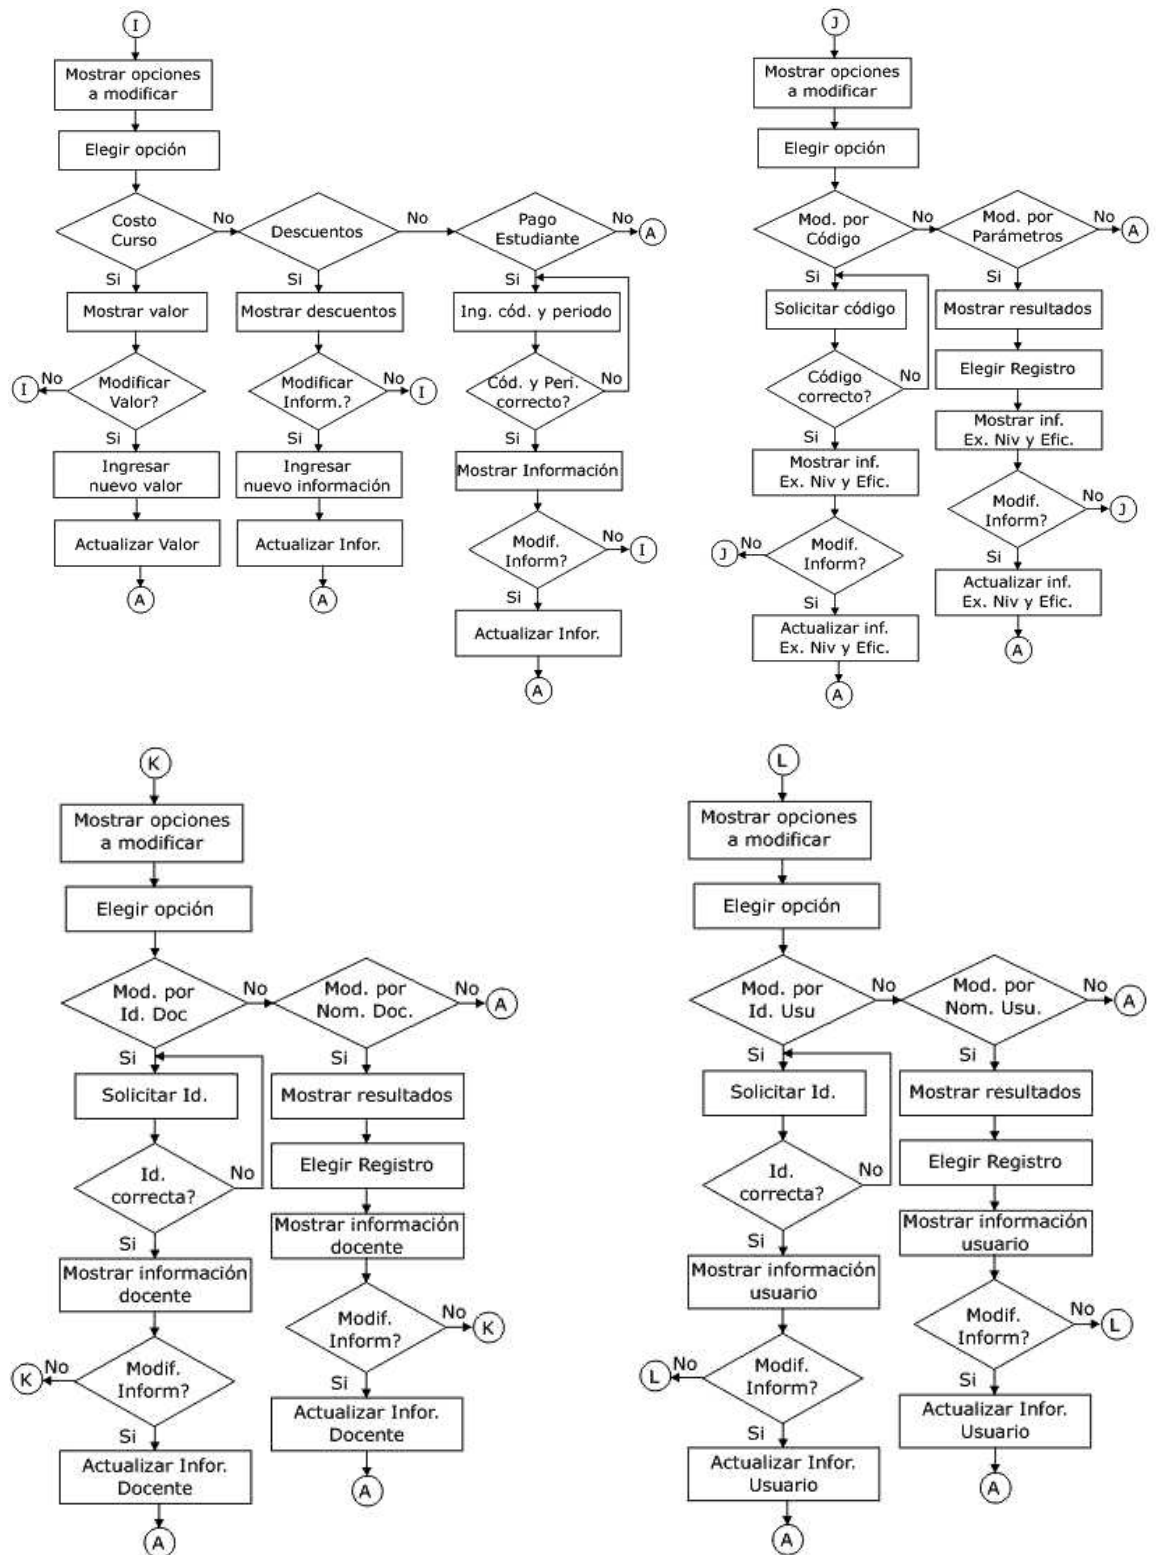 I
Mostrar opciones
a modificar
Elegir opción
Costo
Curso
No
Descuentos
No
Pago
Estudiante
No
A
Si
Si
Si
Mostrar valor
Mostrar descuentos
Ing. cód. y periodo
I
No
Modificar
Valor?
Modificar
Inform.?
No
I
Cód. y Peri.
correcto?
No
Si
Si
Si
Ingresar
nuevo valor
Ingresar
nuevo información
Mostrar Información
Actualizar Valor
Actualizar Infor.
Modif.
Inform?
No
I
A
A
Si
Actualizar Infor.
A
J
Mostrar opciones
a modificar
Elegir opción
Mod. por
Código
No
Mod. por
Parámetros
No
A
Si
Si
Solicitar código
Mostrar resultados
Código
correcto?
No
Elegir Registro
Si
Mostrar inf.
Ex. Niv y Efic.
Mostrar inf.
Ex. Niv y Efic.
Modif.
Inform?
No
J
J
No
Modif.
Inform?
Si
Si
Actualizar inf.
Ex. Niv y Efic.
Actualizar inf.
Ex. Niv y Efic.
A
A
K
Mostrar opciones
a modificar
Elegir opción
Mod. por
Id. Doc
No
Mod. por
Nom. Doc.
No
A
Si
Si
Solicitar Id.
Mostrar resultados
Id.
correcta?
No
Elegir Registro
Si
Mostrar información
docente
Mostrar información
docente
Modif.
Inform?
No
K
K
No
Modif.
Inform?
Si
Si
Actualizar Infor.
Docente
Actualizar Infor.
Docente
A
A
L
Mostrar opciones
a modificar
Elegir opción
Mod. por
Id. Usu
No
Mod. por
Nom. Usu.
No
A
Si
Si
Solicitar Id.
Mostrar resultados
Id.
correcta?
No
Elegir Registro
Si
Mostrar información
usuario
Mostrar información
usuario
Modif.
Inform?
No
L
L
No
Modif.
Inform?
Si
Si
Actualizar Infor.
Usuario
Actualizar Infor.
Usuario
A
A